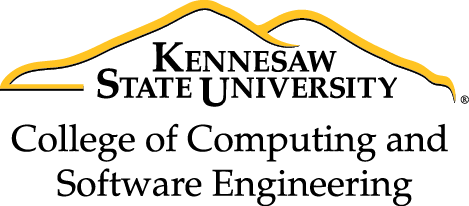 KENNESAW
STATE UNIVERSITY®
College of Computing and
Software Engineering